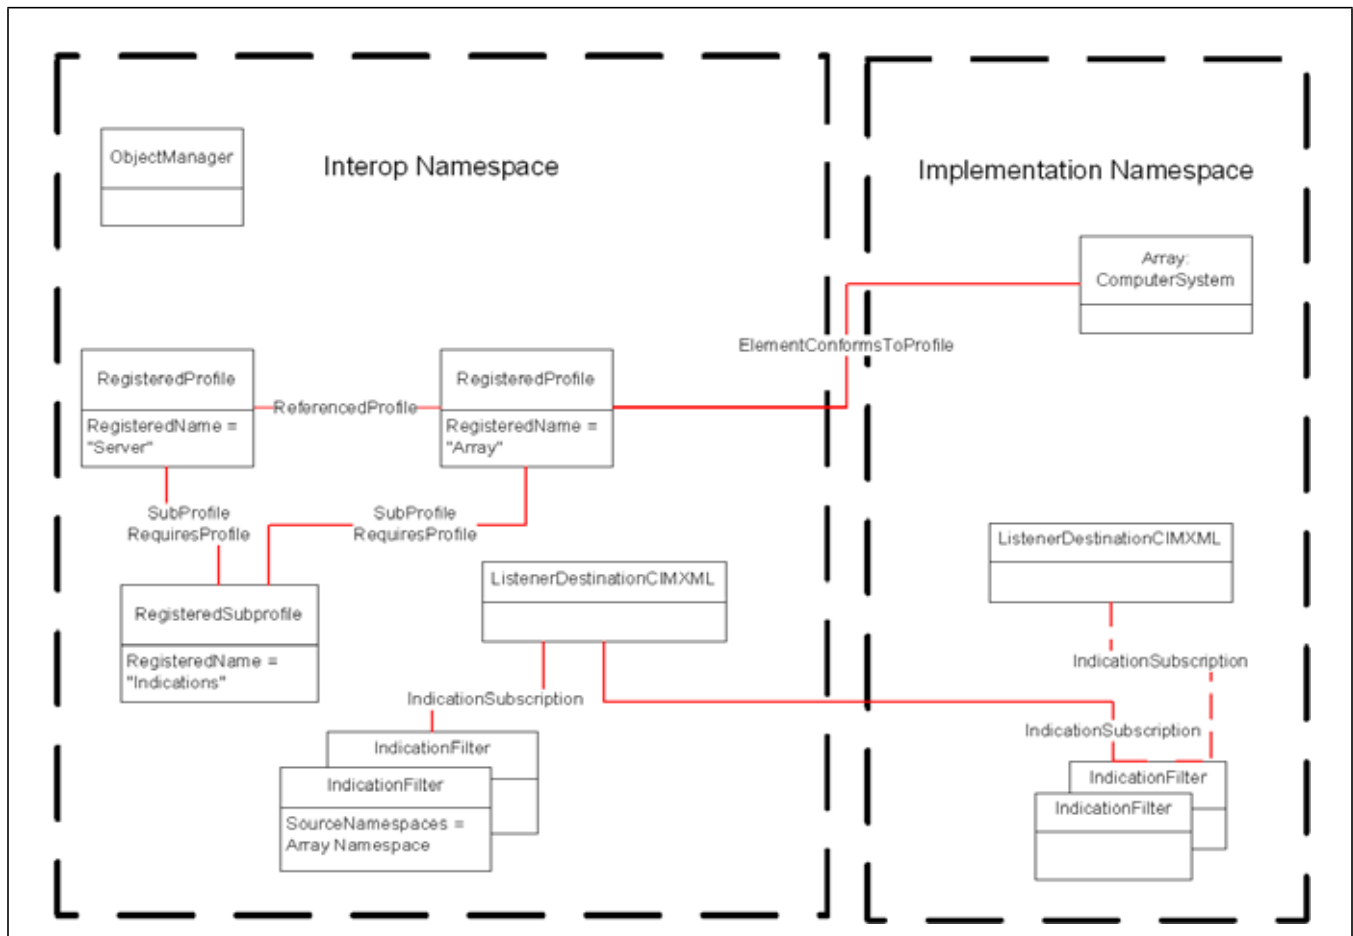 ObjectManager
Interop Namespace
Implementation Namespace
Array:
ComputerSystem
ElementConformsToProfile
RegisteredProfile
RegisteredName =
"Server"
ReferencedProfile
RegisteredProfile
RegisteredName =
"Array"
SubProfile
RequiresProfile
SubProfile
RequiresProfile
ListenerDestinationCIMXML
ListenerDestinationCIMXML
RegisteredSubprofile
RegisteredName =
"Indications"
IndicationSubscription
IndicationSubscription
IndicationSubscription
IndicationFilter
IndicationFilter
SourceNamespaces =
Array Namespace
IndicationFilter
IndicationFilter